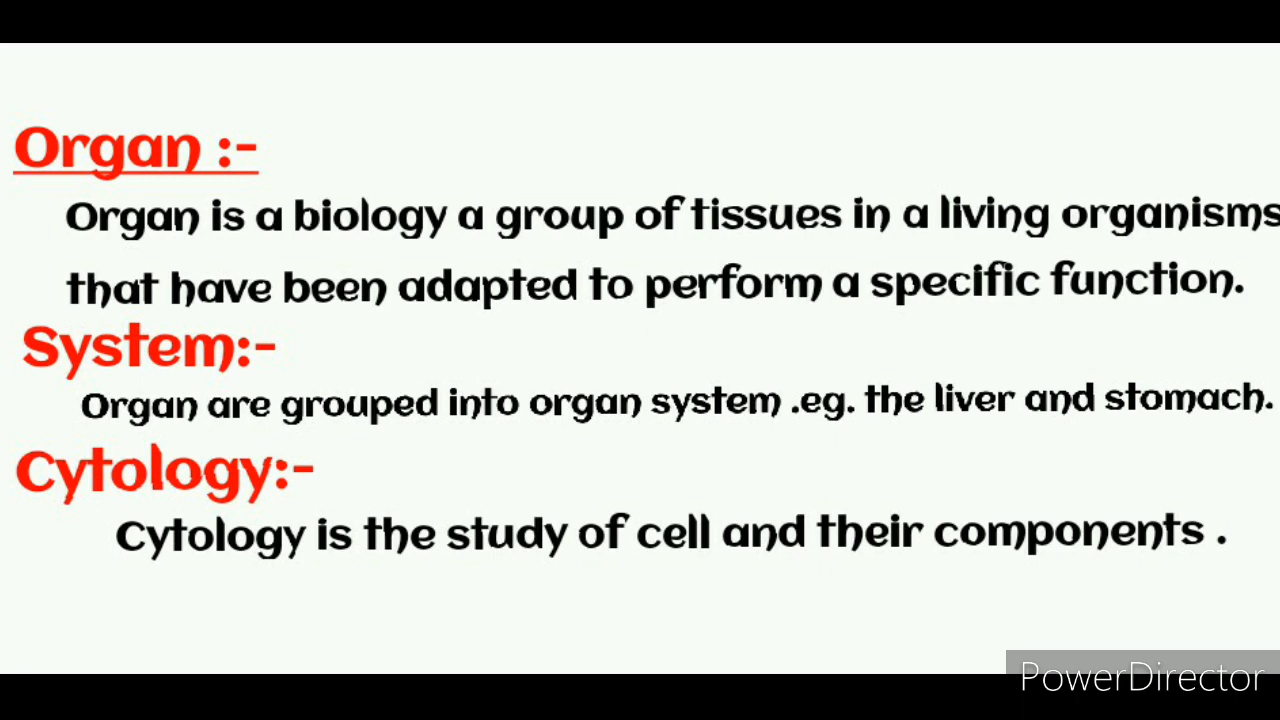 Organ :-
Organ is a biology a group of tissues in a living organisms
that have been adapted to perform a specific function.
System:-
Organ are grouped into organ system .eg. the liver and stomach.
Cytology:-
Cytology is the study of cell and their components .
PowerDirector